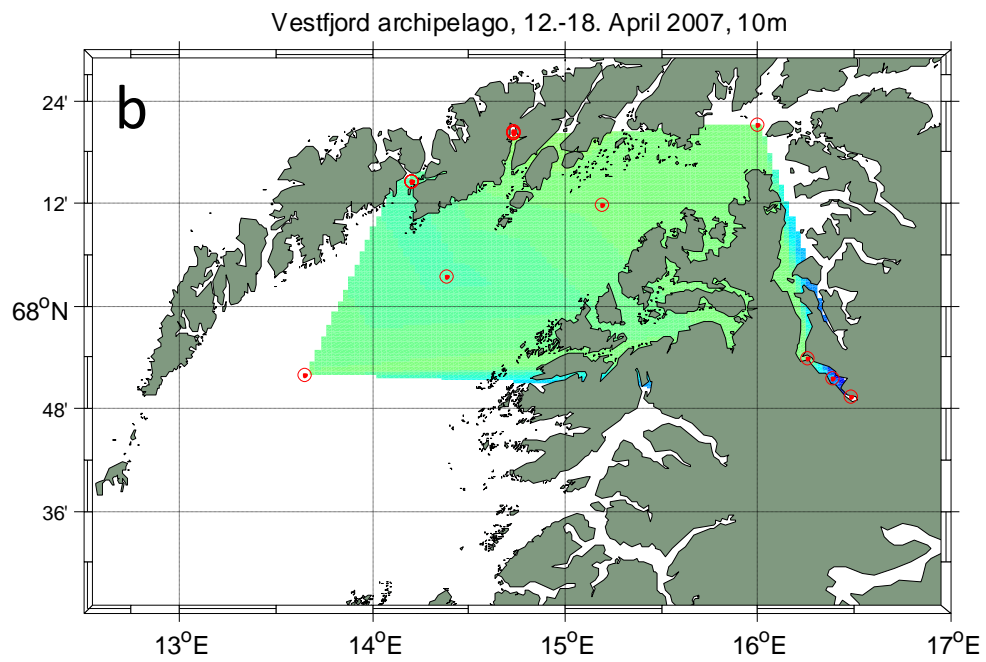 Vestfjord archipelago, 12.-18. April 2007, 10m
b
24'
12'
68°N
48'
36'
13°E 14°E 15°E 16°E 17°E